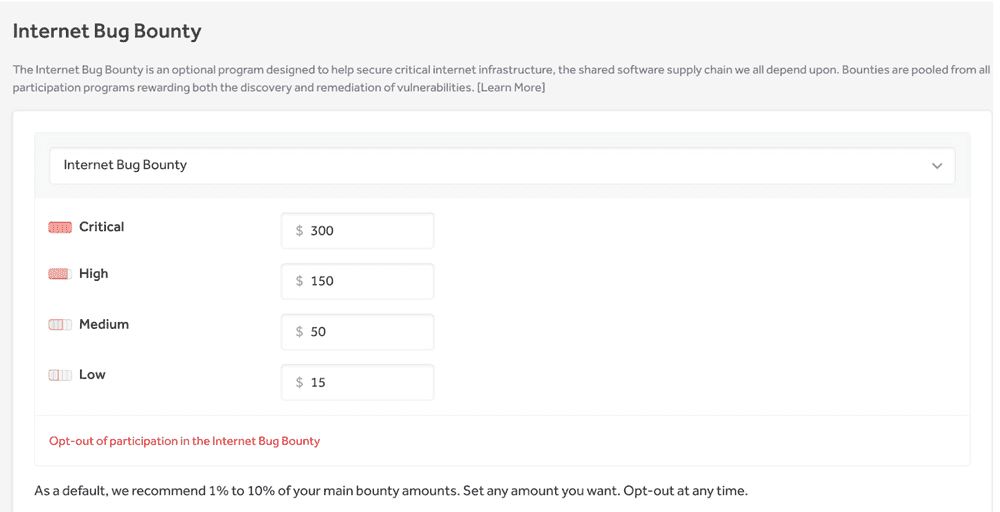 Internet Bug Bounty
The Internet Bug Bounty is an optional program designed to help secure critical internet infrastructure, the shared software supply chain we all depend upon. Bounties are pooled from all
participation programs rewarding both the discovery and remediation of vulnerabilities. [Learn More]
Internet Bug Bounty
Critical $ 300
High $ 150
Medium $ 50
Low $ 15
Opt-out of participation in the Internet Bug Bounty
As a default, we recommend 1% to 10% of your main bounty amounts. Set any amount you want. Opt-out at any time.